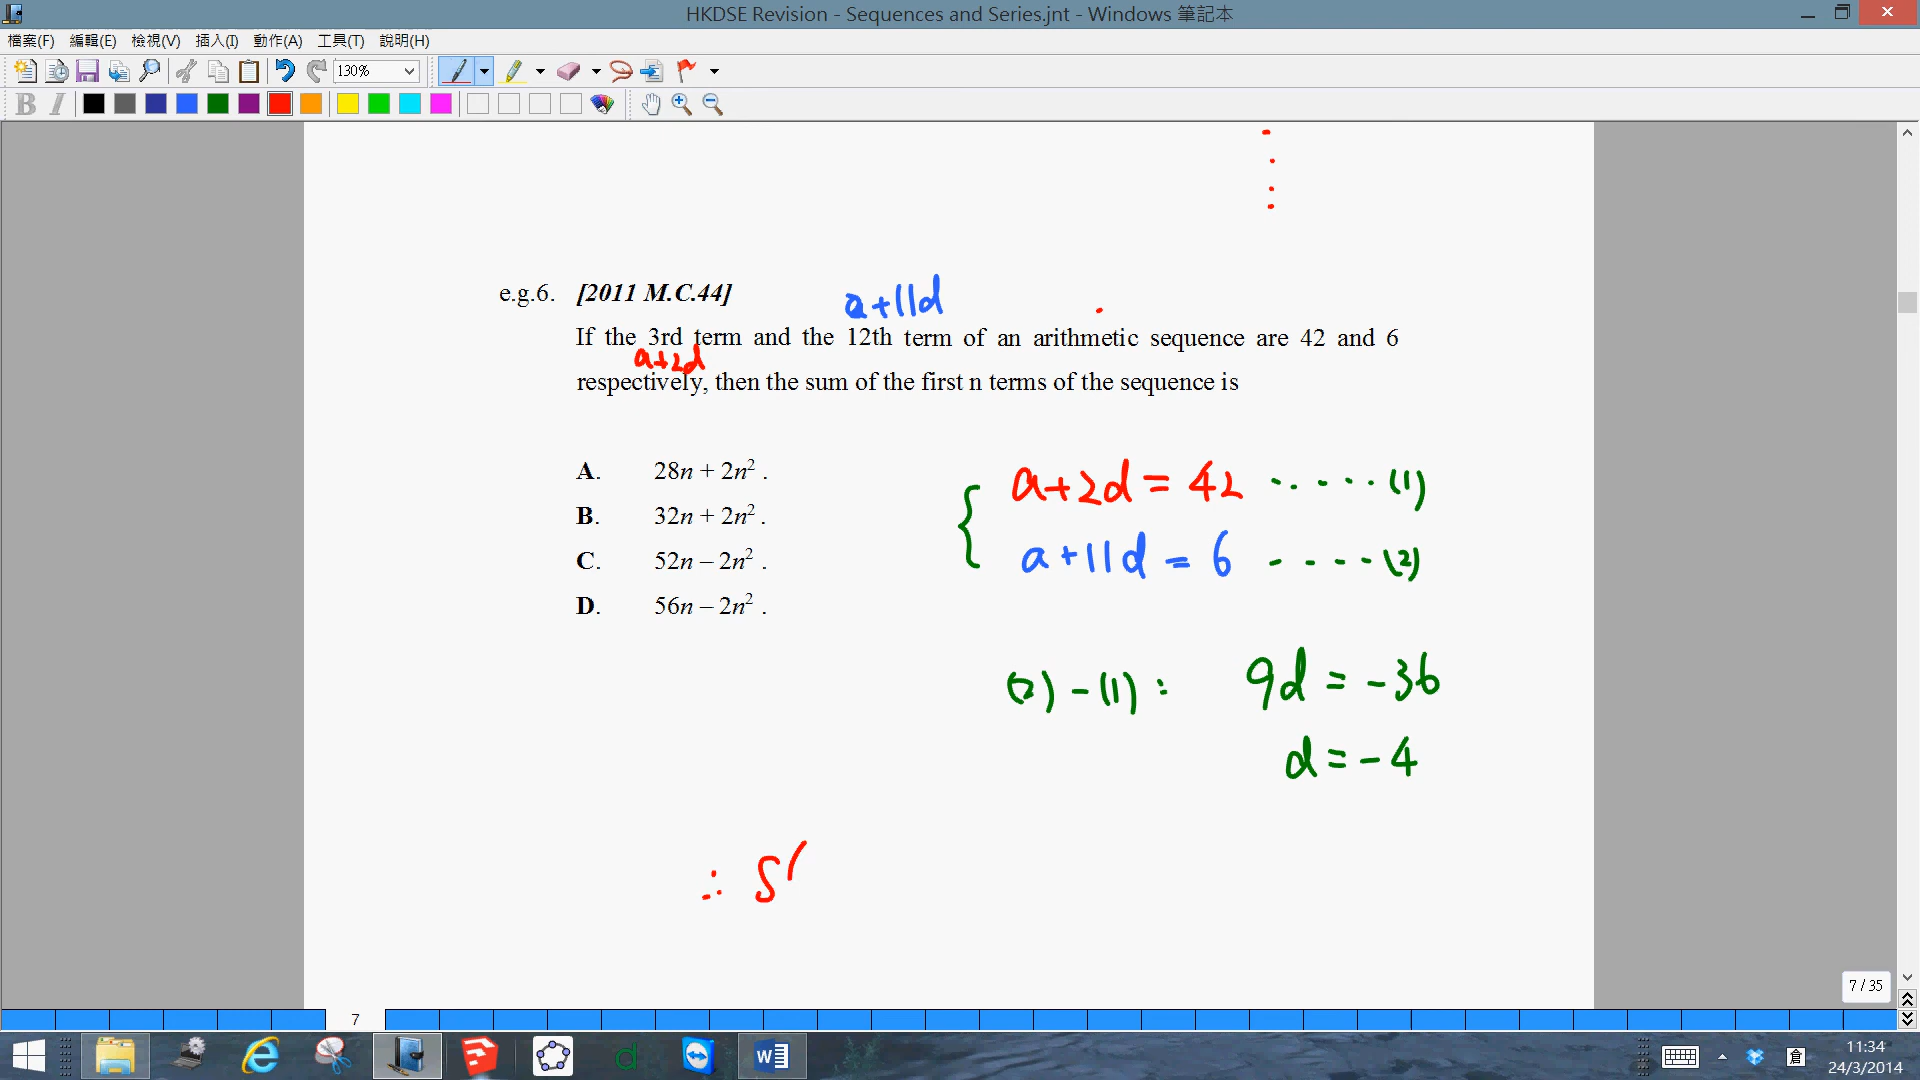 HKDSE Revision - Sequences and Series.jnt - Windows 筆記本
檔案(F) 編輯(E) 檢視(V) 插入(I) 動作(A) 工具(T) 說明(H)
130%
B I
e.g.6. [2011 M.C.44]
a+11d
If the 3rd term and the 12th term of an arithmetic sequence are 42 and 6
a+2d
respectively, then the sum of the first n terms of the sequence is
A. 28n + 2n² .
B. 32n + 2n² .
C. 52n – 2n² .
D. 56n – 2n² .
a+2d = 42 ...... (1)
a+11d = 6 ..... (2)
(2) - (1) : 9d = -36
d = -4
∴ S(
7 / 35
7
11:34
倉
24/3/2014